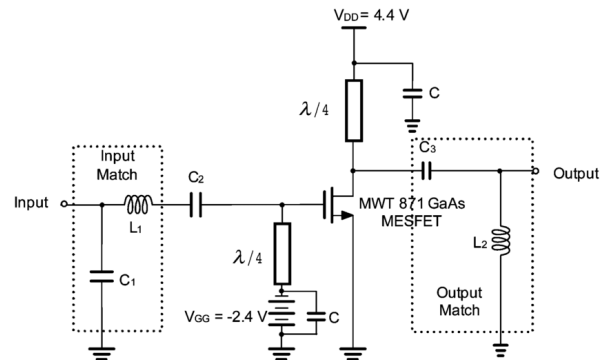 V_DD = 4.4 V
λ/4
C
Input
Match
C₃
C₂
Input
Output
L₁
MWT 871 GaAs
MESFET
L₂
C₁
λ/4
V_GG = -2.4 V
C
Output
Match